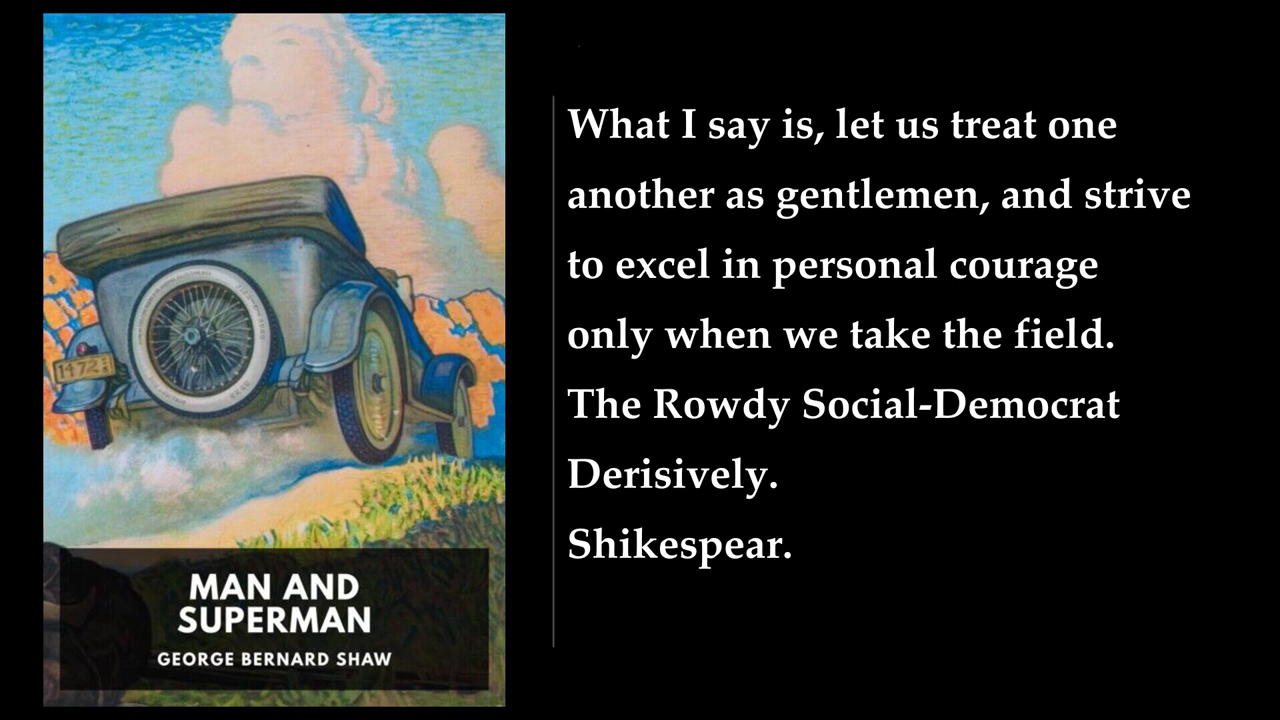 1472
MAN AND
SUPERMAN
GEORGE BERNARD SHAW
What I say is, let us treat one
another as gentlemen, and strive
to excel in personal courage
only when we take the field.
The Rowdy Social-Democrat
Derisively.
Shikespear.